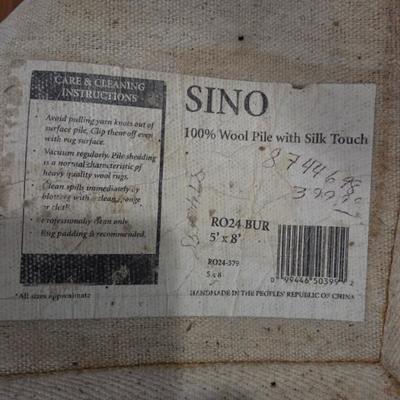 CARE & CLEANING
INSTRUCTIONS
Avoid pulling yarn knots out of
surface pile, Clip them off even
with rug surface.
Vacuum regularly. Pile shedding
is a normal characteristic of
heavy quality wool rugs.
Clean spills immediately by
blotting with a clean sponge
or cloth.
Professionally clean only.
Rug padding is recommended.
*All sizes approximate
SINO
100% Wool Pile with Silk Touch
8744698
RO24 BUR
5' x 8'
RO24-379
5 x 8
HANDMADE IN THE PEOPLES' REPUBLIC OF CHINA